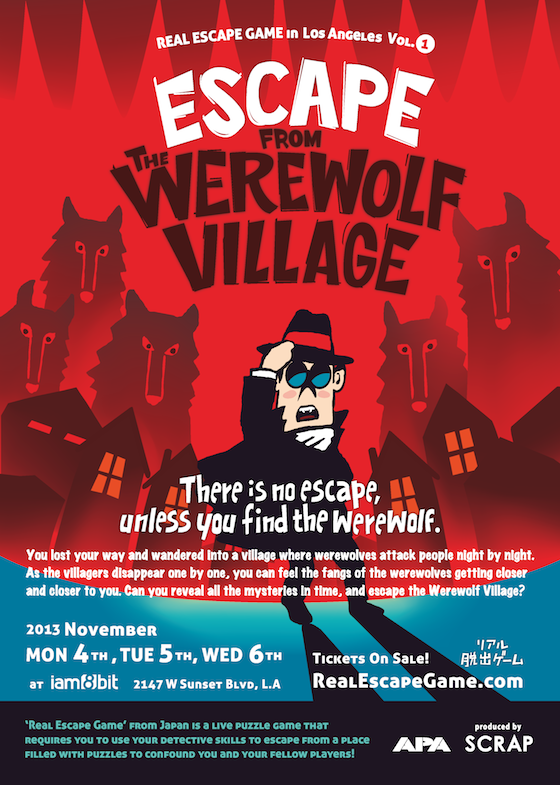 REAL ESCAPE GAME in Los Angeles Vol. 1
ESCAPE
FROM
THE
WEREWOLF
VILLAGE
There is no escape,
unless you find the werewolf.
You lost your way and wandered into a village where werewolves attack people night by night.
As the villagers disappear one by one, you can feel the fangs of the werewolves getting closer
and closer to you. Can you reveal all the mysteries in time, and escape the Werewolf Village?
2013 November
MON 4TH, TUE 5TH, WED 6TH
AT iam8bit 2147 W Sunset Blvd, L.A
Tickets On Sale!
リアル
脱出ゲーム
RealEscapeGame.com
'Real Escape Game' from Japan is a live puzzle game that
requires you to use your detective skills to escape from a place
filled with puzzles to confound you and your fellow players!
APA
produced by
SCRAP